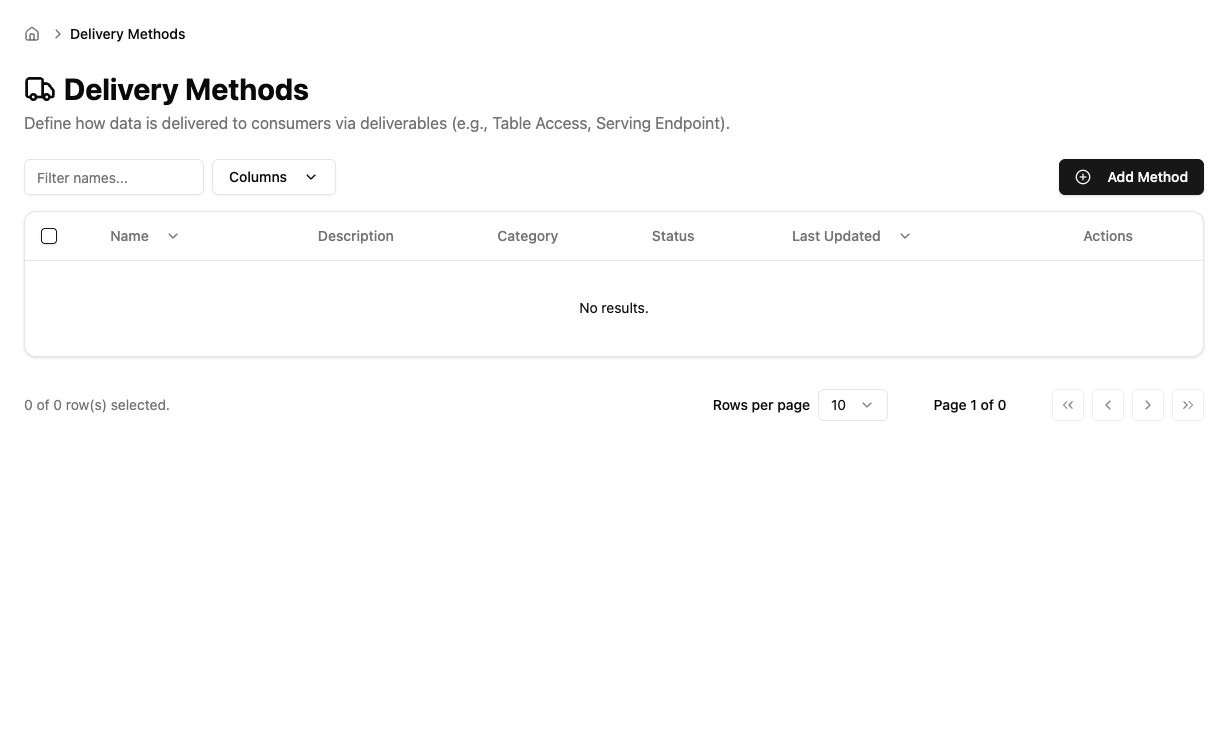 Delivery Methods
Delivery Methods
Define how data is delivered to consumers via deliverables (e.g., Table Access, Serving Endpoint).
Filter names...
Columns
Add Method
Name
Description
Category
Status
Last Updated
Actions
No results.
0 of 0 row(s) selected.
Rows per page
10
Page 1 of 0